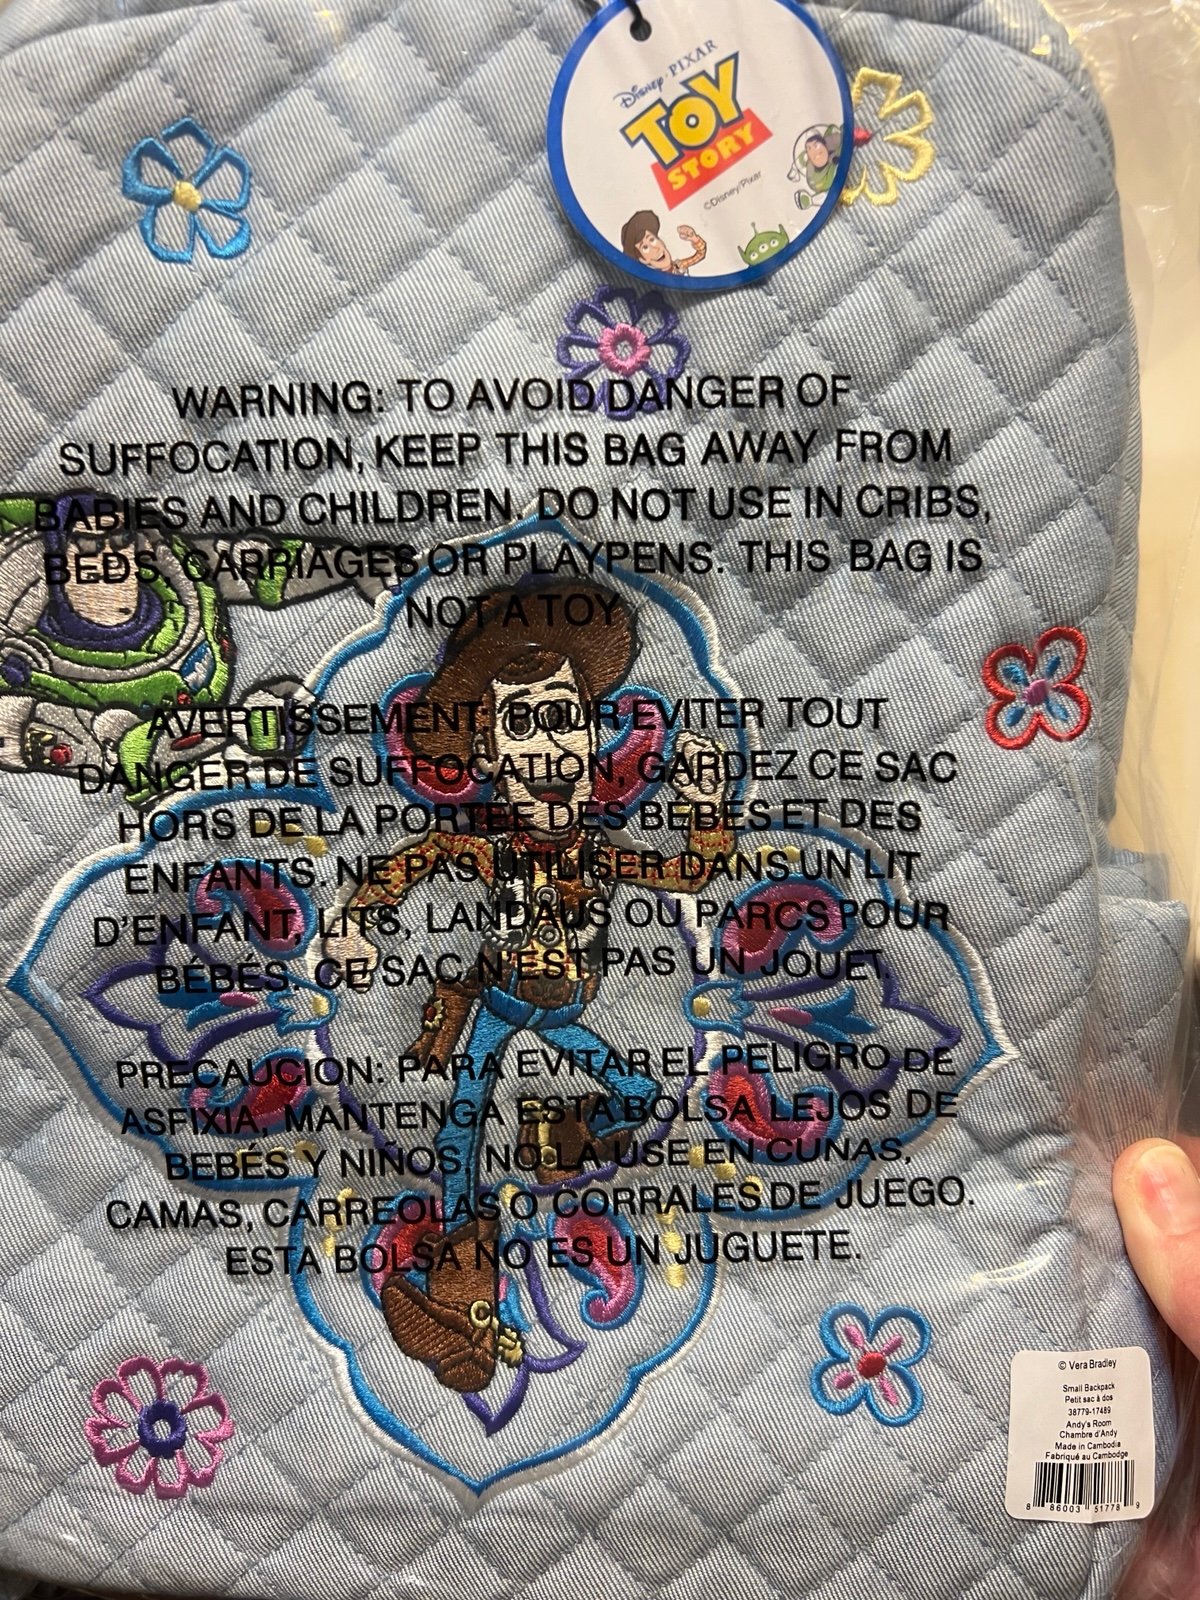 Disney·PIXAR
TOY
STORY
©Disney/Pixar
WARNING: TO AVOID DANGER OF
SUFFOCATION, KEEP THIS BAG AWAY FROM
BABIES AND CHILDREN. DO NOT USE IN CRIBS,
BEDS, CARRIAGES OR PLAYPENS. THIS BAG IS
NOT A TOY
AVERTISSEMENT: POUR EVITER TOUT
DANGER DE SUFFOCATION, GARDEZ CE SAC
HORS DE LA PORTÉE DES BÉBÉS ET DES
ENFANTS. NE PAS UTILISER DANS UN LIT
D'ENFANT, LITS, LANDAUS OU PARCS POUR
BÉBÉS. CE SAC N'EST PAS UN JOUET.
PRECAUCION: PARA EVITAR EL PELIGRO DE
ASFIXIA, MANTENGA ESTA BOLSA LEJOS DE
BEBÉS Y NIÑOS. NO LA USE EN CUNAS,
CAMAS, CARREOLAS O CORRALES DE JUEGO.
ESTA BOLSA NO ES UN JUGUETE.
© Vera Bradley
Small Backpack
Petit sac à dos
38779-17489
Andy's Room
Chambre d'Andy
Made in Cambodia
Fabriqué au Cambodge
8 86003 51778 9